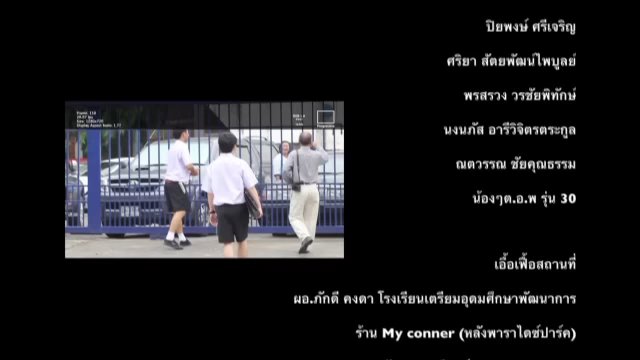 ปิยพงษ์ ศรีเจริญ
ศริยา สัตยพัฒน์ไพบูลย์
พรสรวง วรชัยพิทักษ์
นงนภัส อารีวิจิตรตระกูล
ณตวรรณ ชัยคุณธรรม
น้องๆต.อ.พ รุ่น 30
เอื้อเฟื้อสถานที่
ผอ.ภักดี คงดา โรงเรียนเตรียมอุดมศึกษาพัฒนาการ
ร้าน My conner (หลังพาราไดซ์ปาร์ค)